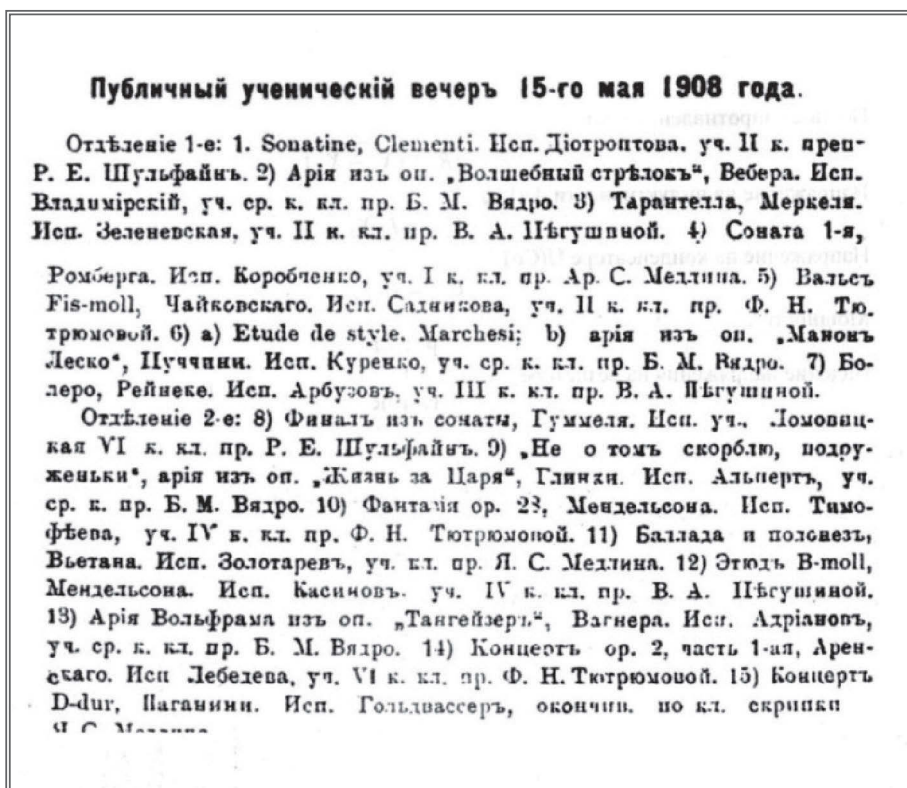 Публичный ученическій вечеръ 15-го мая 1908 года.
Отдѣленіе 1-е: 1. Sonatine, Clementi. Исп. Діотроптова. уч. II к. преп-
Р. Е. Шульфайнъ. 2) Арія изъ оп. „Волшебный стрѣлокъ“, Вебера. Исп.
Владимірскій, уч. ср. к. кл. пр. Б. М. Вядро. 3) Тарантелла, Меркеля.
Исп. Зеленевская, уч. II к. кл. пр. В. А. Пѣгушиной. 4) Соната 1-я,
Ромберга. Исп. Коробченко, уч. I к. кл. пр. Ар. С. Медлина. 5) Вальсъ
Fis-moll, Чайковскаго. Исп. Садникова, уч. II к. кл. пр. Ф. Н. Тю.
трюмовой. 6) a) Etude de style. Marchesi; b) арія изъ оп. „Манонъ
Леско“, Пуччини. Исп. Куренко, уч. ср. к. кл. пр. Б. М. Вядро. 7) Бо-
леро, Рейнеке. Исп. Арбузовъ, уч. III к. кл. пр. В. А. Пѣгушиной.
Отдѣленіе 2-е: 8) Финалъ изъ сонаты, Гуммеля. Исп. уч., Ломовиц-
кая VI к. кл. пр. Р. Е. Шульфайнъ. 9) „Не о томъ скорблю, подру-
женьки“, арія изъ оп. „Жизнь за Царя“, Глинки. Исп. Альпертъ, уч.
ср. к. пр. Б. М. Вядро. 10) Фантазія ор. 28, Мендельсона. Исп. Тимо-
фѣева, уч. IV к. кл. пр. Ф. Н. Тютрюмовой. 11) Баллада и полонезъ,
Вьетана. Исп. Золотаревъ, уч. кл. пр. Я. С. Медлина. 12) Этюдъ B-moll,
Мендельсона. Исп. Касиновъ. уч. IV к. кл. пр. В. А. Пѣгушиной.
13) Арія Вольфрама изъ оп. „Тангейзеръ“, Вагнера. Исп. Адріановъ,
уч. ср. к. кл. пр. Б. М. Вядро. 14) Концертъ ор. 2, часть 1-ая, Арен-
скаго. Исп Лебедева, уч. VI к. кл. пр. Ф. Н. Тютрюмовой. 15) Концертъ
D-dur, Паганини. Исп. Гольдвассеръ, окончив. по кл. скрипки
Я. С. Медлина